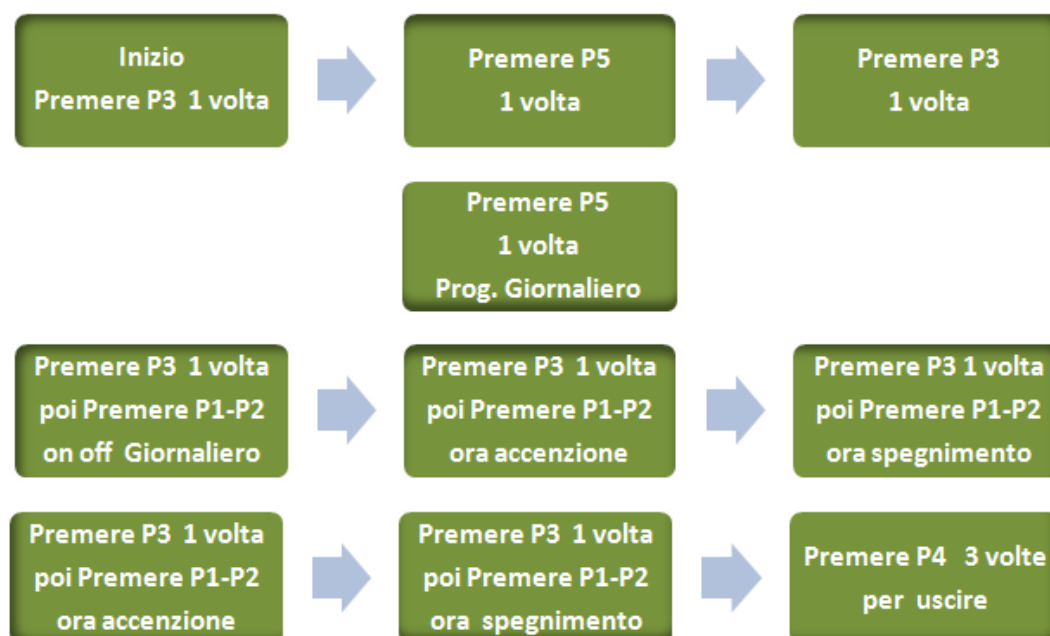 Inizio
Premere P3 1 volta
Premere P5
1 volta
Premere P3
1 volta
Premere P5
1 volta
Prog. Giornaliero
Premere P3 1 volta
poi Premere P1-P2
on off Giornaliero
Premere P3 1 volta
poi Premere P1-P2
ora accenzione
Premere P3 1 volta
poi Premere P1-P2
ora spegnimento
Premere P3 1 volta
poi Premere P1-P2
ora accenzione
Premere P3 1 volta
poi Premere P1-P2
ora spegnimento
Premere P4 3 volte
per uscire